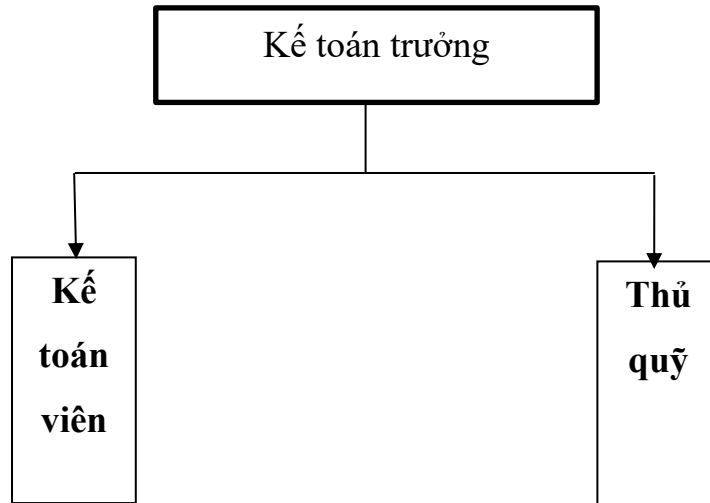 Kế toán trưởng
Kế
toán
viên
Thủ
quỹ